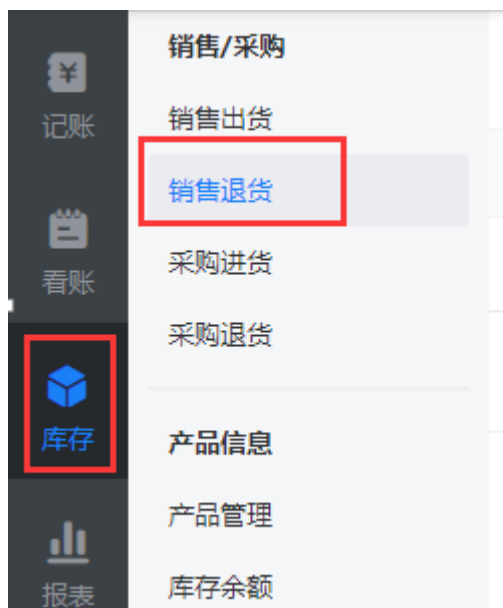 记账
看账
库存
报表
销售/采购
销售出货
销售退货
采购进货
采购退货
产品信息
产品管理
库存余额